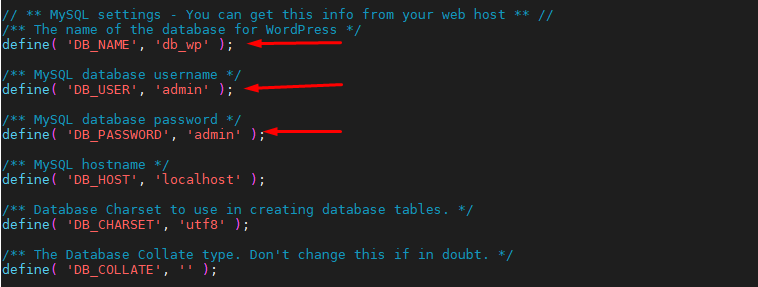 // ** MySQL settings - You can get this info from your web host ** //
/** The name of the database for WordPress */
define( 'DB_NAME', 'db_wp' );
/** MySQL database username */
define( 'DB_USER', 'admin' );
/** MySQL database password */
define( 'DB_PASSWORD', 'admin' );
/** MySQL hostname */
define( 'DB_HOST', 'localhost' );
/** Database Charset to use in creating database tables. */
define( 'DB_CHARSET', 'utf8' );
/** The Database Collate type. Don't change this if in doubt. */
define( 'DB_COLLATE', '' );